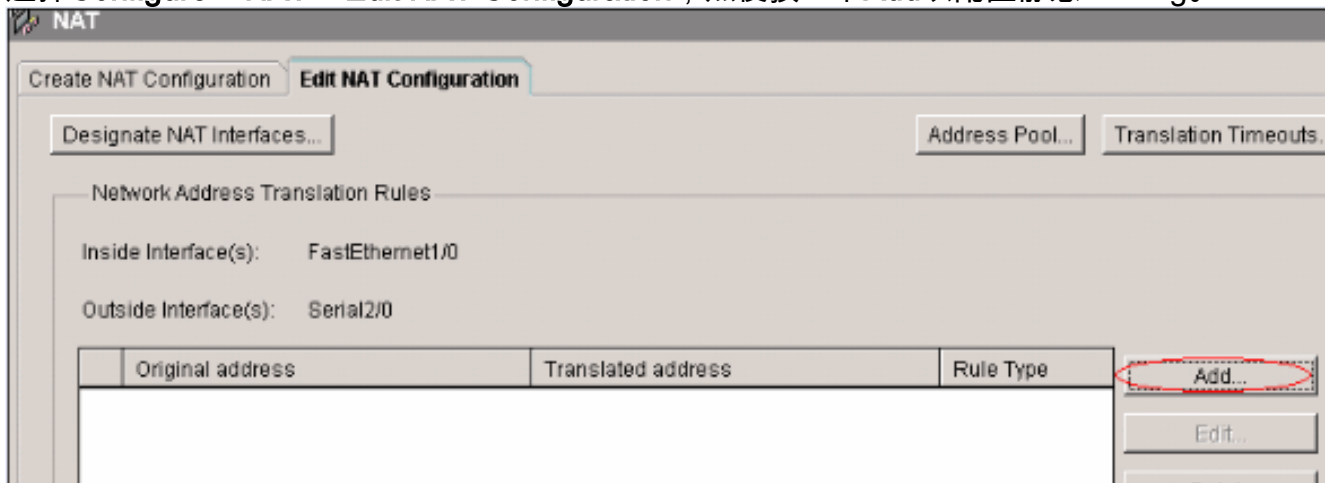 NAT
Create NAT Configuration Edit NAT Configuration
Designate NAT Interfaces... Address Pool... Translation Timeouts.
Network Address Translation Rules
Inside Interface(s): FastEthernet1/0
Outside Interface(s): Serial2/0
Original address Translated address Rule Type Add...
Edit...